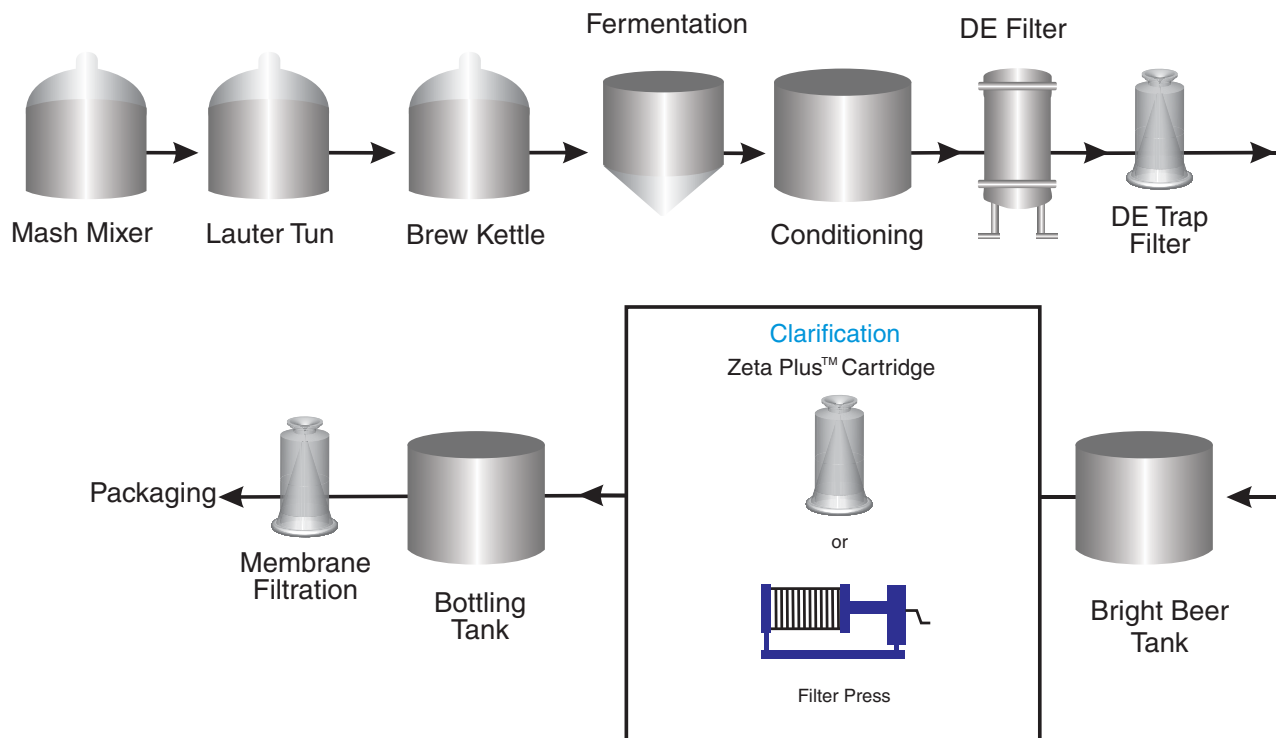 Fermentation
DE Filter
Mash Mixer
Lauter Tun
Brew Kettle
Conditioning
DE Trap
Filter
Clarification
Zeta Plus™ Cartridge
or
Filter Press
Bright Beer
Tank
Bottling
Tank
Membrane
Filtration
Packaging